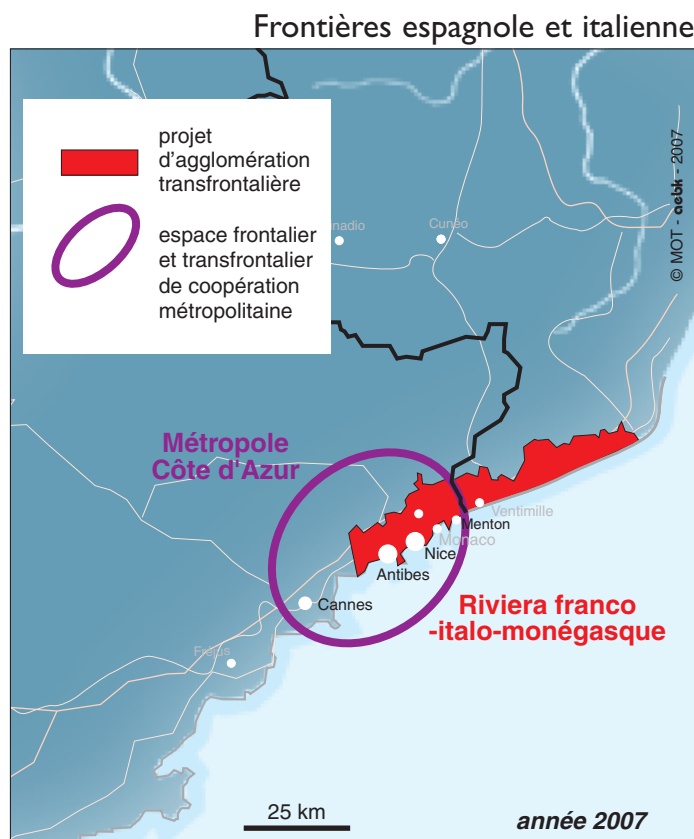 Frontières espagnole et italienne
projet
d'agglomération
transfrontalière
espace frontalier
et transfrontalier
de coopération
métropolitaine
© MOT - aebk - 2007
Cunéo
Métropole
Côte d'Azur
Ventimille
Menton
Monaco
Nice
Antibes
Cannes
Riviera franco
-italo-monégasque
Fréjus
25 km
année 2007